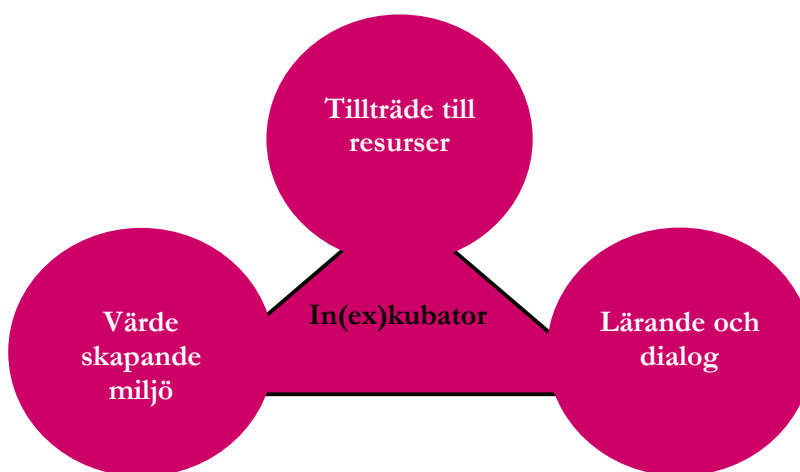 Tillträde till
resurser
In(ex)kubator
Värde
skapande
miljö
Lärande och
dialog